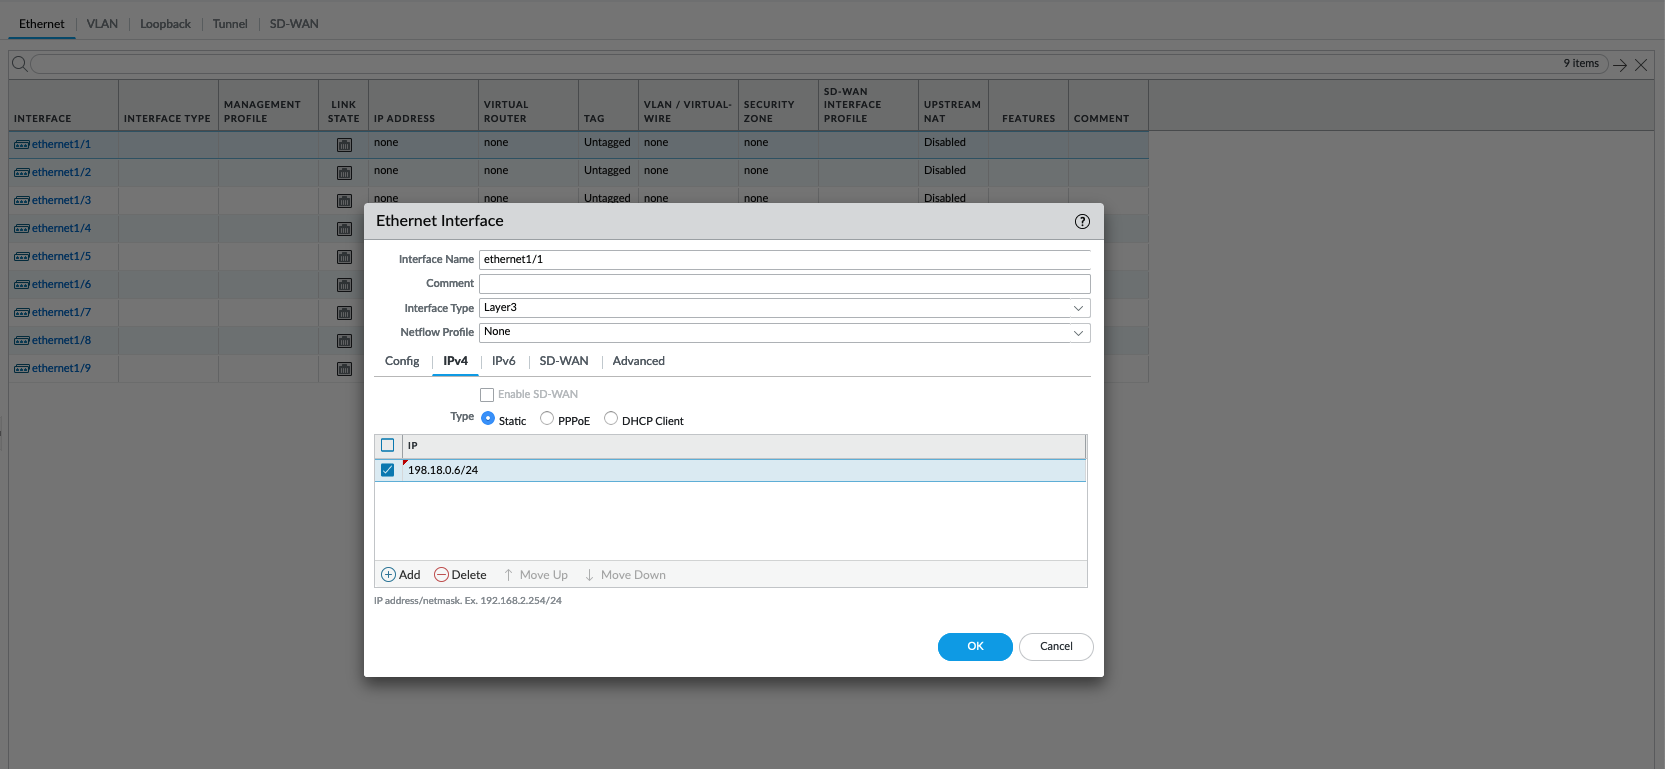 Ethernet VLAN Loopback Tunnel SD-WAN
9 items
INTERFACE INTERFACE TYPE MANAGEMENT PROFILE LINK STATE IP ADDRESS VIRTUAL ROUTER TAG VLAN / VIRTUAL-WIRE SECURITY ZONE SD-WAN INTERFACE PROFILE UPSTREAM NAT FEATURES COMMENT
ethernet1/1 none none Untagged none none Disabled
ethernet1/2 none none Untagged none none Disabled
ethernet1/3 none none Untagged none none Disabled
ethernet1/4
ethernet1/5
ethernet1/6
ethernet1/7
ethernet1/8
ethernet1/9
Ethernet Interface ?
Interface Name ethernet1/1
Comment
Interface Type Layer3
Netflow Profile None
Config IPv4 IPv6 SD-WAN Advanced
Enable SD-WAN
Type Static PPPoE DHCP Client
IP
198.18.0.6/24
Add Delete Move Up Move Down
IP address/netmask. Ex. 192.168.2.254/24
OK Cancel